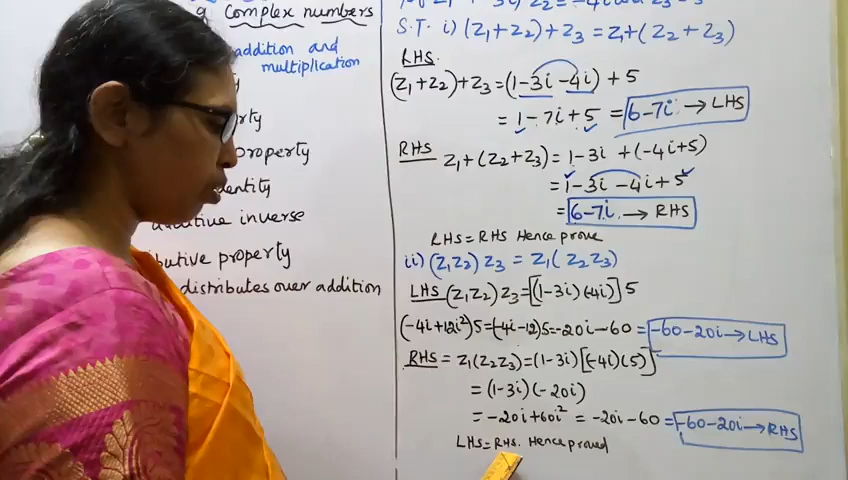 of Complex numbers
addition and
multiplication
property
identity
additive inverse
property
distributes over addition
S.T. i) (Z₁+Z₂)+Z₃ = Z₁+(Z₂+Z₃)
LHS.
(Z₁+Z₂)+Z₃ = (1-3i-4i)+5
= 1-7i+5 = 6-7i → LHS
RHS Z₁+(Z₂+Z₃) = 1-3i+(-4i+5)
= 1-3i-4i+5
= 6-7i. → RHS
LHS=RHS Hence prove
ii) (Z₁Z₂)Z₃ = Z₁(Z₂Z₃)
LHS (Z₁Z₂)Z₃ = [(1-3i)(-4i)]5
(-4i+12i²)5=(-4i-12)5=-20i-60 = -60-20i→LHS
RHS = Z₁(Z₂Z₃) = (1-3i)[(-4i)(5)]
= (1-3i)(-20i)
= -20i+60i² = -20i-60 = -60-20i→RHS
LHS=RHS. Hence proved